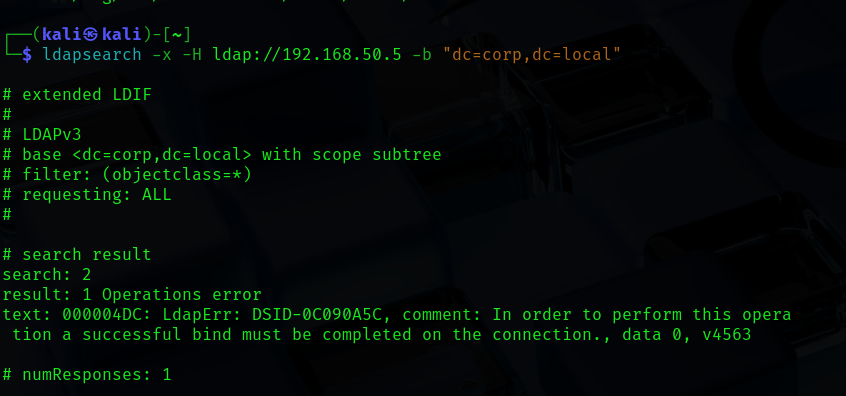 ┌──(kali㉿kali)-[~]
└─$ ldapsearch -x -H ldap://192.168.50.5 -b "dc=corp,dc=local"
# extended LDIF
#
# LDAPv3
# base <dc=corp,dc=local> with scope subtree
# filter: (objectclass=*)
# requesting: ALL
#
# search result
search: 2
result: 1 Operations error
text: 000004DC: LdapErr: DSID-0C090A5C, comment: In order to perform this opera
 tion a successful bind must be completed on the connection., data 0, v4563
# numResponses: 1